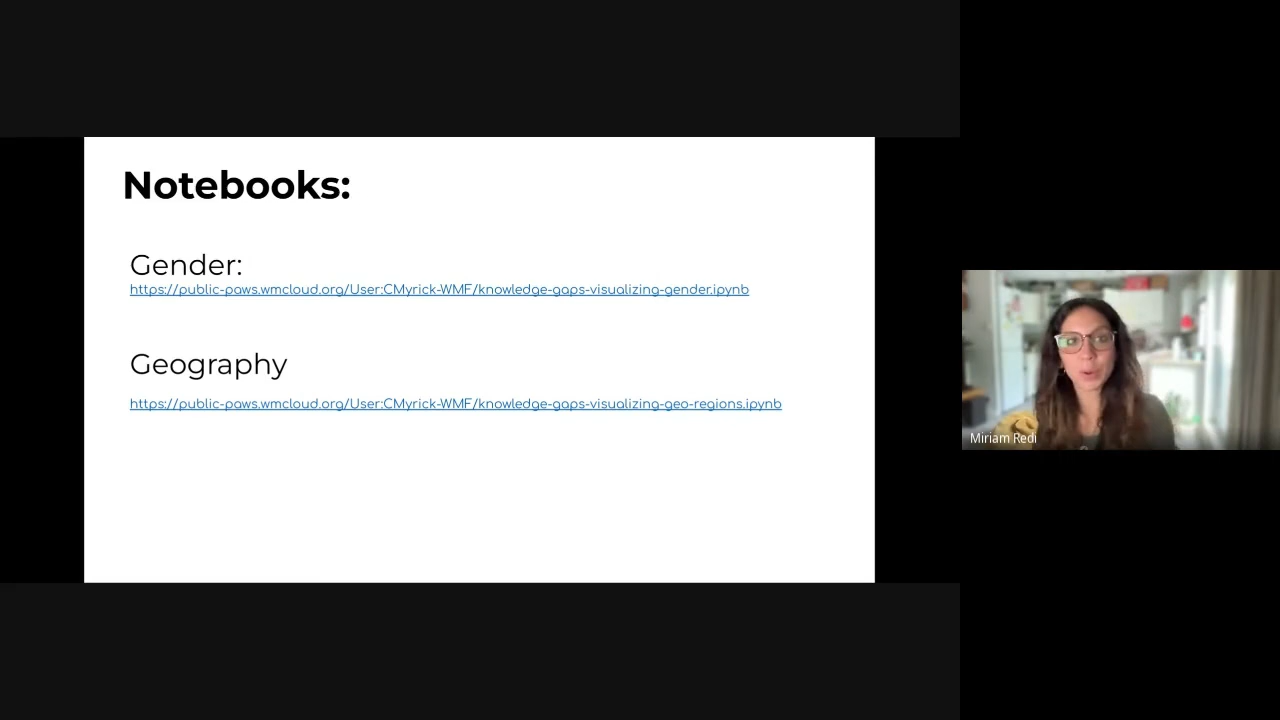 Notebooks:
Gender:
https://public-paws.wmcloud.org/User:CMyrick-WMF/knowledge-gaps-visualizing-gender.ipynb
Geography
https://public-paws.wmcloud.org/User:CMyrick-WMF/knowledge-gaps-visualizing-geo-regions.ipynb
Miriam Redi